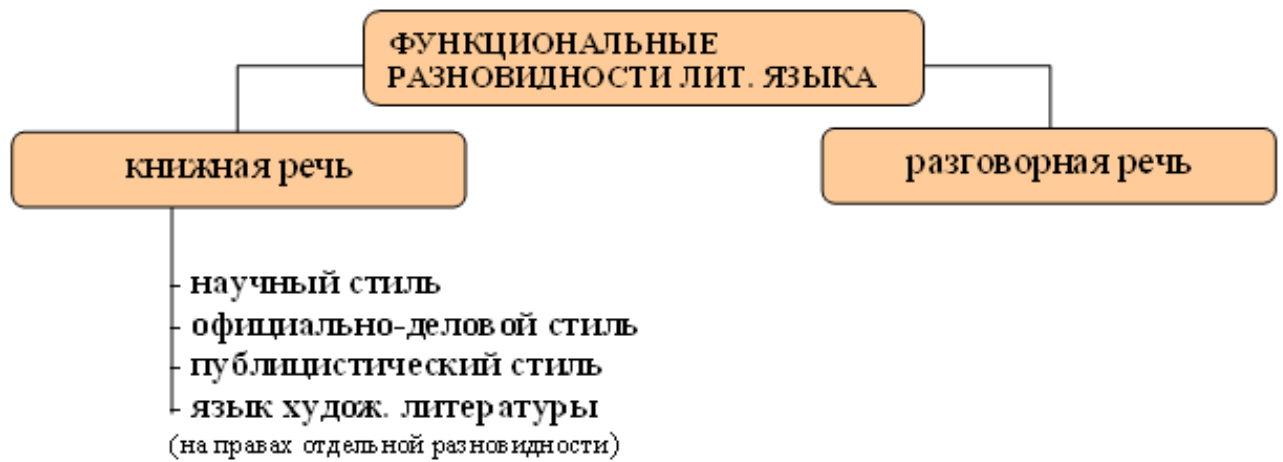 ФУНКЦИОНАЛЬНЫЕ
РАЗНОВИДНОСТИ ЛИТ. ЯЗЫКА
книжная речь
разговорная речь
- научный стиль
- официально-деловой стиль
- публицистический стиль
- язык худож. литературы
(на правах отдельной разновидности)